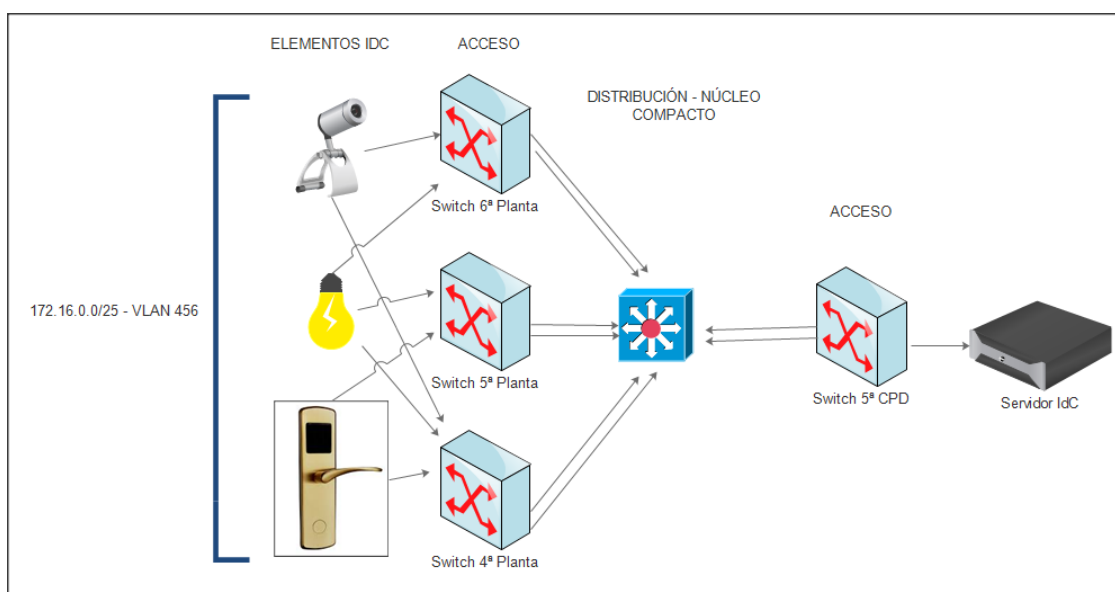 ELEMENTOS IDC
ACCESO
DISTRIBUCIÓN - NÚCLEO
COMPACTO
Switch 6ª Planta
ACCESO
172.16.0.0/25 - VLAN 456
Switch 5ª Planta
Switch 5ª CPD
Servidor IdC
Switch 4ª Planta